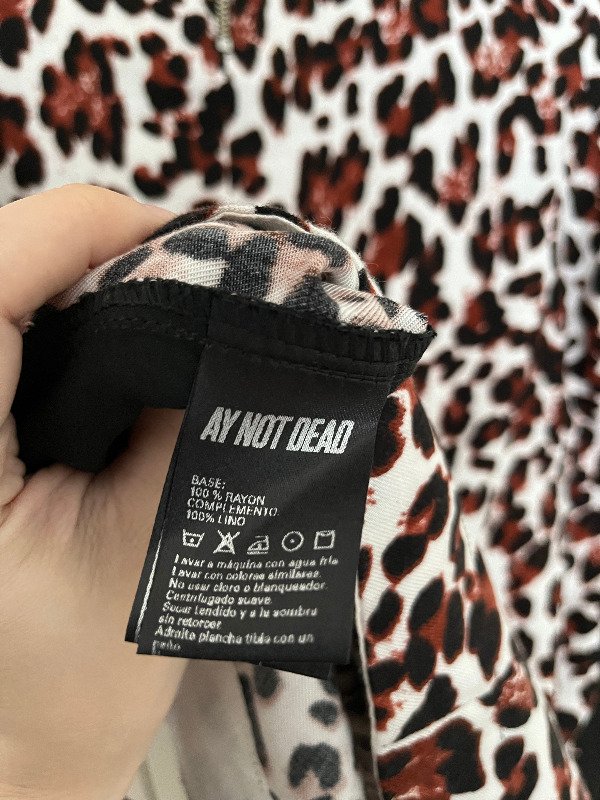 AY NOT DEAD
BASE:
100 % RAYON
COMPLEMENTO:
100% LINO
Lavar a máquina con agua fría
Lavar con colores similares.
No usar cloro o blanqueador.
Centrifugado suave
Secar tendido y a la sombra
sin retorcer
Admite plancha tibia con un
paño